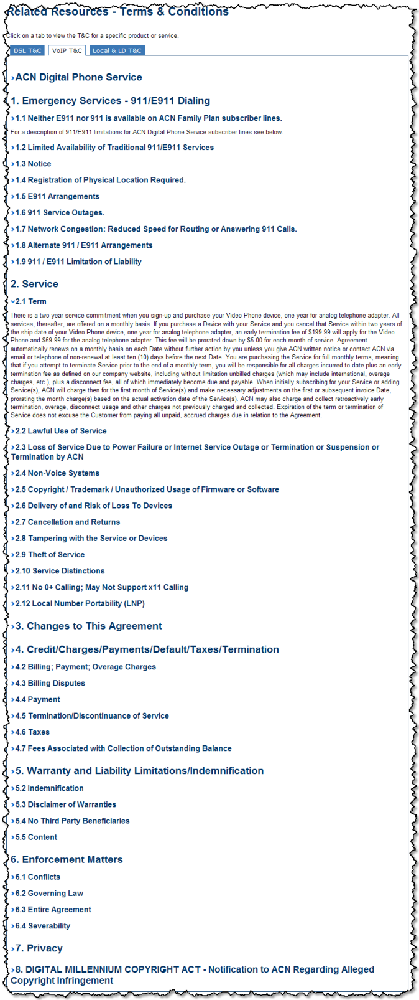 Related Resources - Terms & Conditions
Click on a tab to view the T&C for a specific product or service.
DSL T&C VoIP T&C Local & LD T&C
ACN Digital Phone Service
1. Emergency Services - 911/E911 Dialing
1.1 Neither E911 nor 911 is available on ACN Family Plan subscriber lines.
For a description of 911/E911 limitations for ACN Digital Phone Service subscriber lines see below.
1.2 Limited Availability of Traditional 911/E911 Services
1.3 Notice
1.4 Registration of Physical Location Required.
1.5 E911 Arrangements
1.6 911 Service Outages.
1.7 Network Congestion: Reduced Speed for Routing or Answering 911 Calls.
1.8 Alternate 911 / E911 Arrangements
1.9 911 / E911 Limitation of Liability
2. Service
2.1 Term
There is a two year service commitment when you sign-up and purchase your Video Phone device, one year for analog telephone adapter. All
services, thereafter, are offered on a monthly basis. If you purchase a Device with your Service and you cancel that Service within two years of
the ship date of your Video Phone device, one year for analog telephone adapter, an early termination fee of $199.99 will apply for the Video
Phone and $59.99 for the analog telephone adapter. This fee will be prorated down by $5.00 for each month of service. Agreement
automatically renews on a monthly basis on each Date without further action by you unless you give ACN written notice or contact ACN via
email or telephone of non-renewal at least ten (10) days before the next Date. You are purchasing the Service for full monthly terms, meaning
that if you attempt to terminate Service prior to the end of a monthly term, you will be responsible for all charges incurred to date plus an early
termination fee as defined on our company website, including without limitation unbilled charges (which may include international, overage
charges, etc.), plus a disconnect fee, all of which immediately become due and payable. When initially subscribing for your Service or adding
Service(s), ACN will charge then for the first month of Service(s) and make necessary adjustments on the first or subsequent invoice Date,
prorating the month charge(s) based on the actual activation date of the Service(s). ACN may also charge and collect retroactively early
termination, overage, disconnect usage and other charges not previously charged and collected. Expiration of the term or termination of
Service does not excuse the Customer from paying all unpaid, accrued charges due in relation to the Agreement.
2.2 Lawful Use of Service
2.3 Loss of Service Due to Power Failure or Internet Service Outage or Termination or Suspension or
Termination by ACN
2.4 Non-Voice Systems
2.5 Copyright / Trademark / Unauthorized Usage of Firmware or Software
2.6 Delivery of and Risk of Loss To Devices
2.7 Cancellation and Returns
2.8 Tampering with the Service or Devices
2.9 Theft of Service
2.10 Service Distinctions
2.11 No 0+ Calling; May Not Support x11 Calling
2.12 Local Number Portability (LNP)
3. Changes to This Agreement
4. Credit/Charges/Payments/Default/Taxes/Termination
4.2 Billing; Payment; Overage Charges
4.3 Billing Disputes
4.4 Payment
4.5 Termination/Discontinuance of Service
4.6 Taxes
4.7 Fees Associated with Collection of Outstanding Balance
5. Warranty and Liability Limitations/Indemnification
5.2 Indemnification
5.3 Disclaimer of Warranties
5.4 No Third Party Beneficiaries
5.5 Content
6. Enforcement Matters
6.1 Conflicts
6.2 Governing Law
6.3 Entire Agreement
6.4 Severability
7. Privacy
8. DIGITAL MILLENNIUM COPYRIGHT ACT - Notification to ACN Regarding Alleged
Copyright Infringement